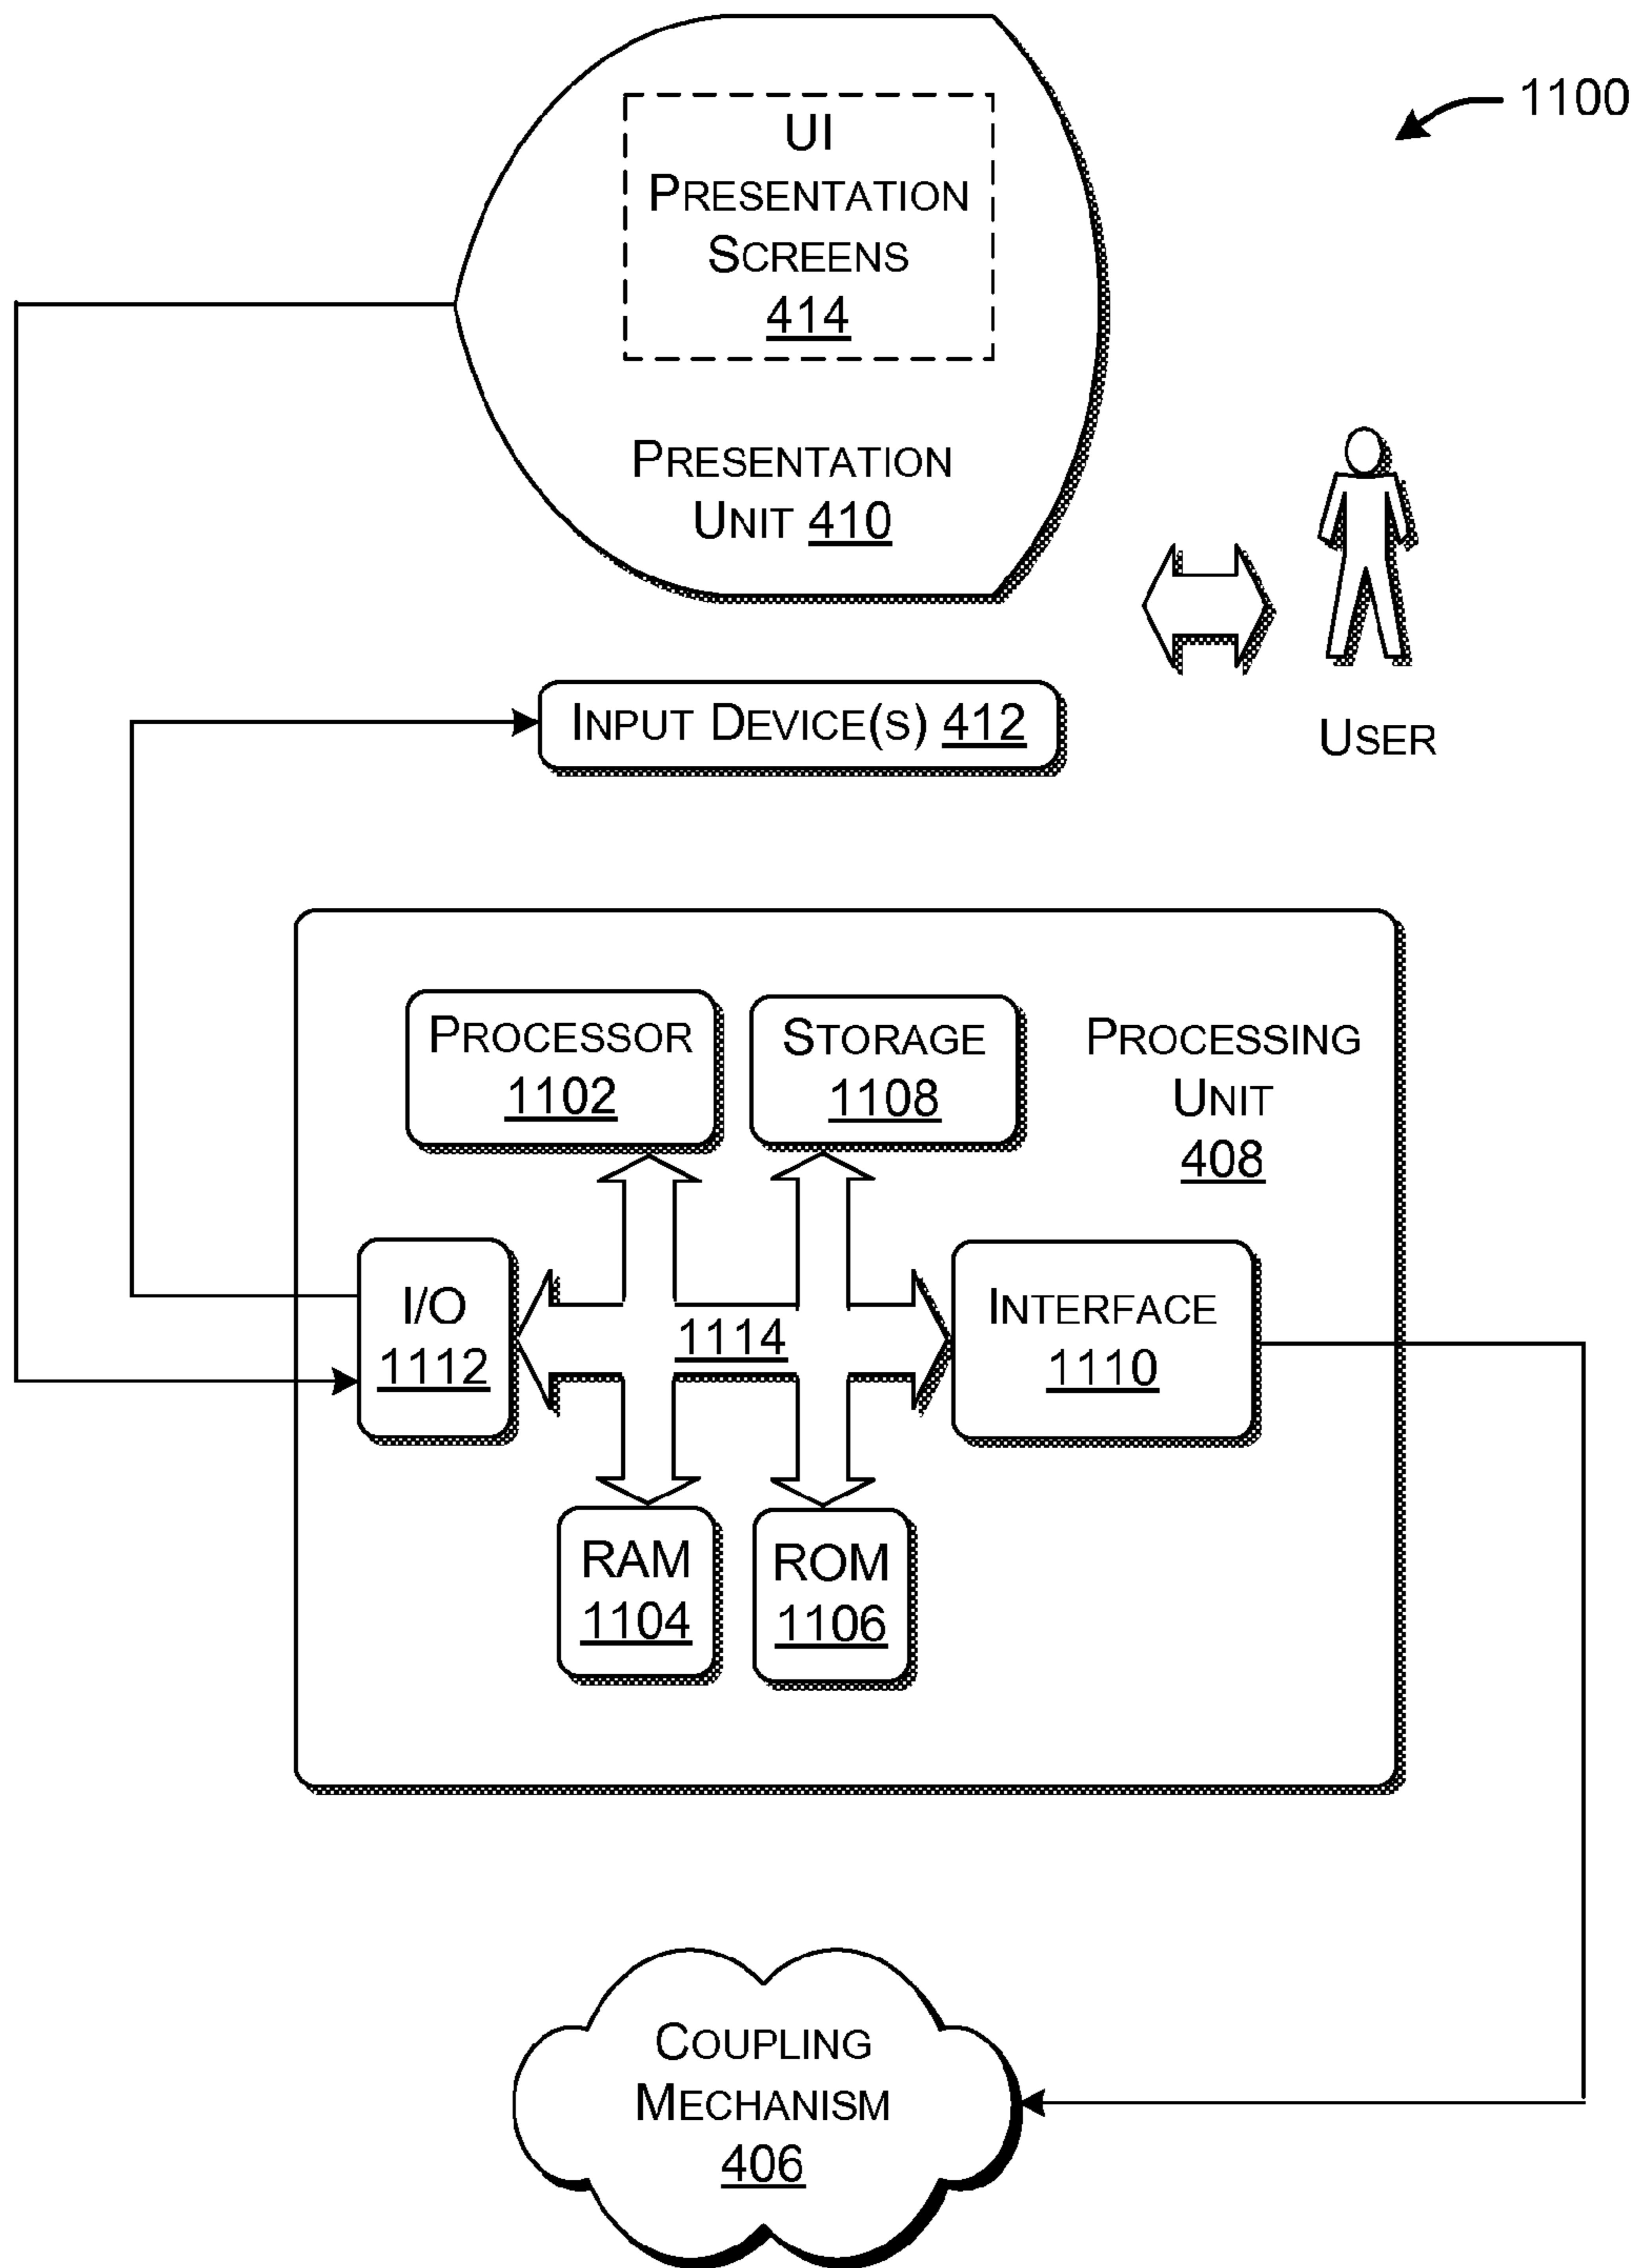 1100
UI
PRESENTATION
SCREENS
414
PRESENTATION
UNIT 410
INPUT DEVICE(S) 412
USER
PROCESSOR
1102
STORAGE
1108
PROCESSING
UNIT
408
I/O
1112
1114
INTERFACE
1110
RAM
1104
ROM
1106
COUPLING
MECHANISM
406